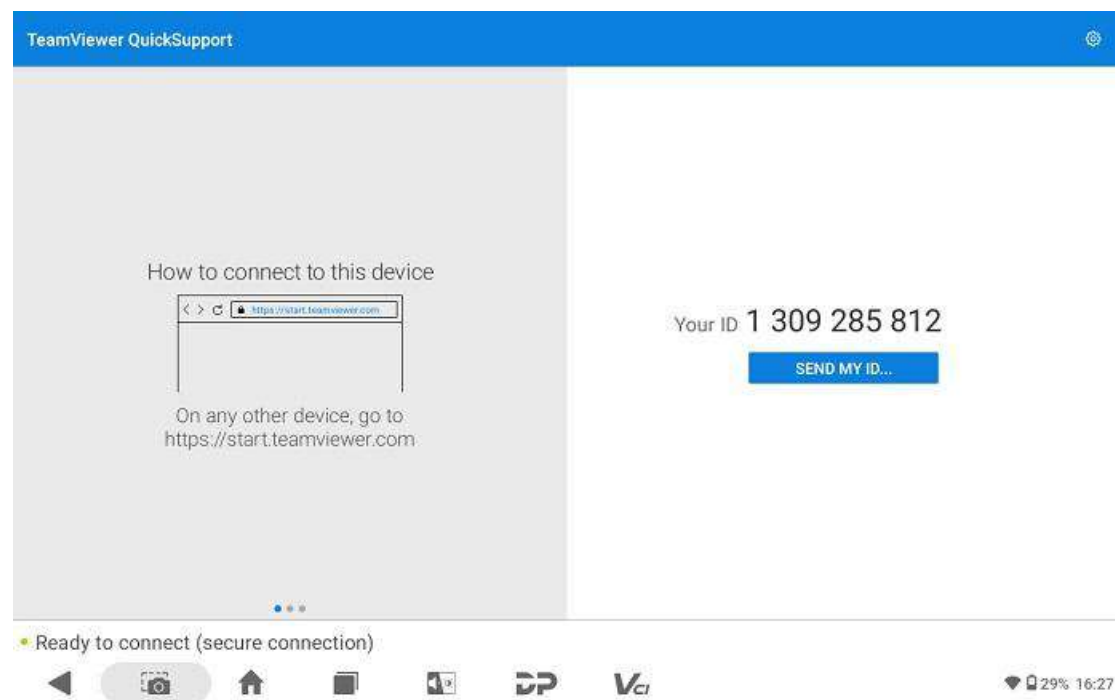 TeamViewer QuickSupport
How to connect to this device
https://start.teamviewer.com
On any other device, go to
https://start.teamviewer.com
Your ID 1 309 285 812
SEND MY ID...
Ready to connect (secure connection)
DP
VCI
29% 16:27